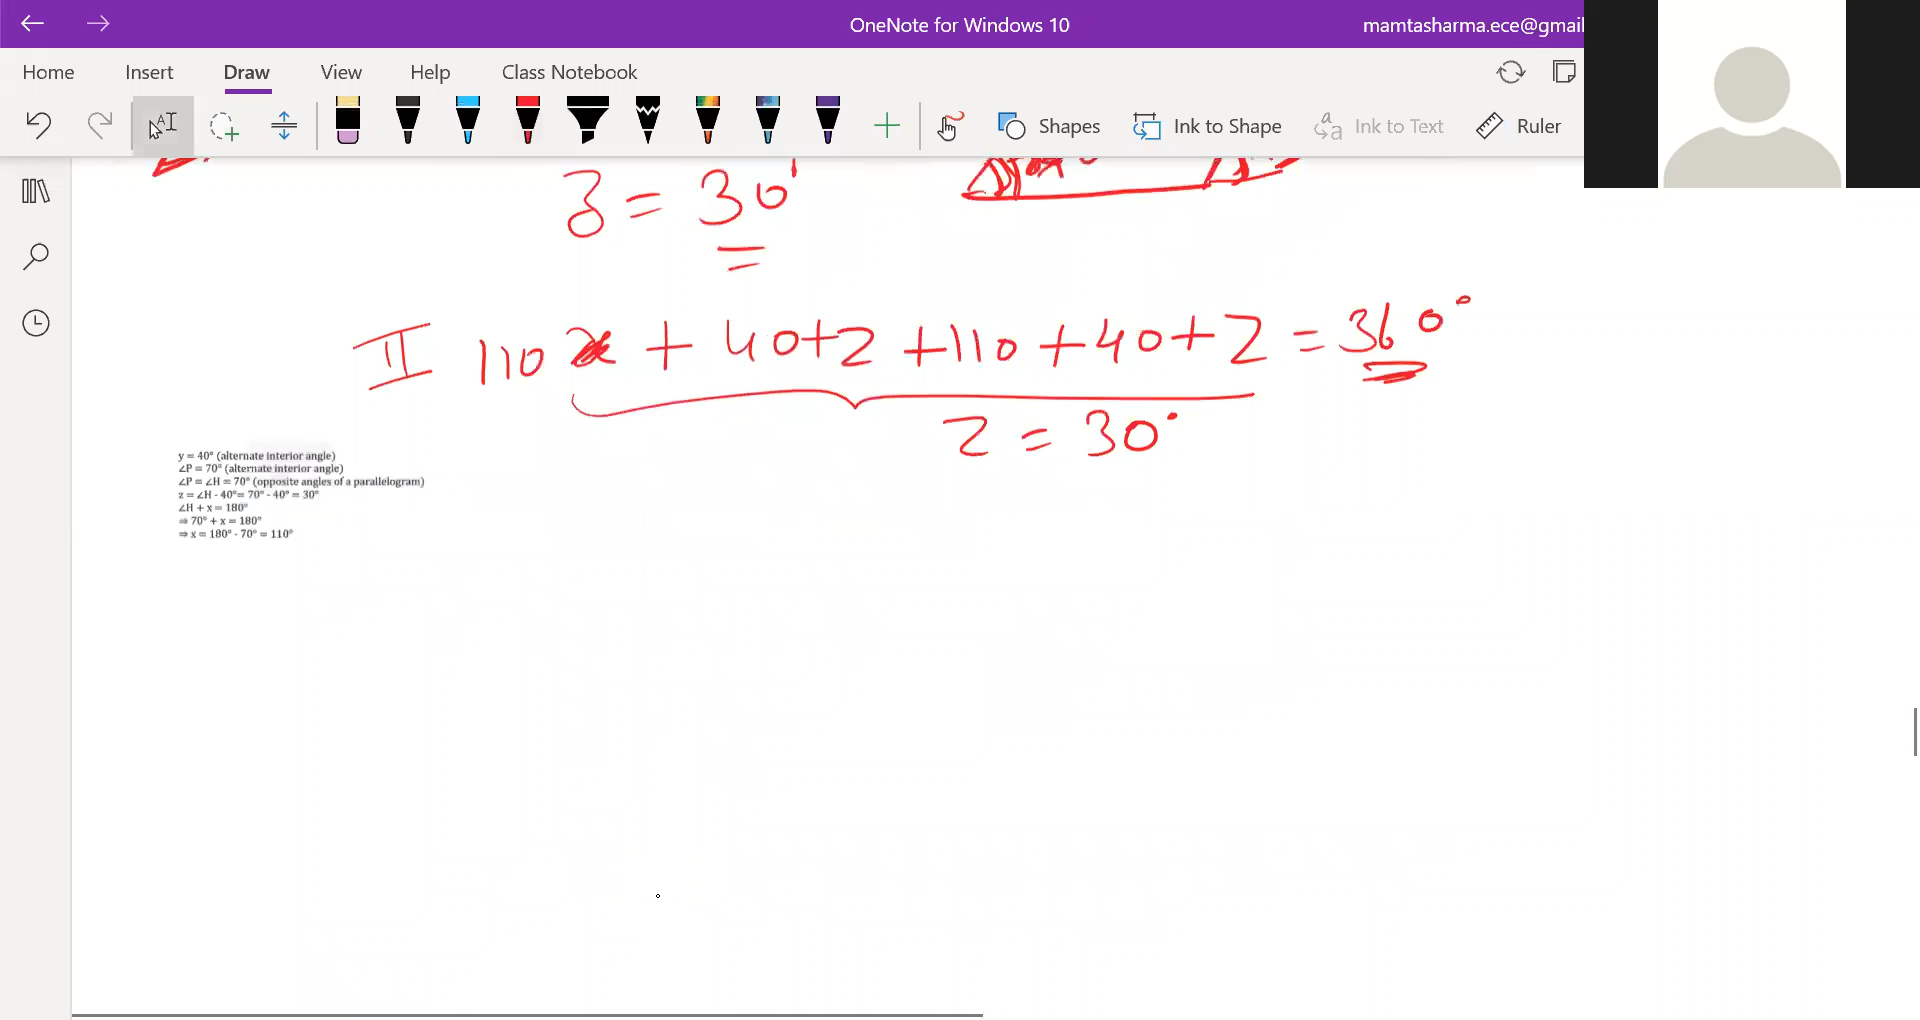 OneNote for Windows 10
mamtasharma.ece@gmail
Home Insert Draw View Help Class Notebook
Shapes Ink to Shape Ink to Text Ruler
z = 30°
II 110 + 40+z +110 +40+z = 360°
z = 30°
y = 40° (alternate interior angle)
∠P = 70° (alternate interior angle)
∠P = ∠H = 70° (opposite angles of a parallelogram)
z = ∠H - 40°= 70° - 40° = 30°
∠H + x = 180°
⇒ 70° + x = 180°
⇒ x = 180° - 70° = 110°